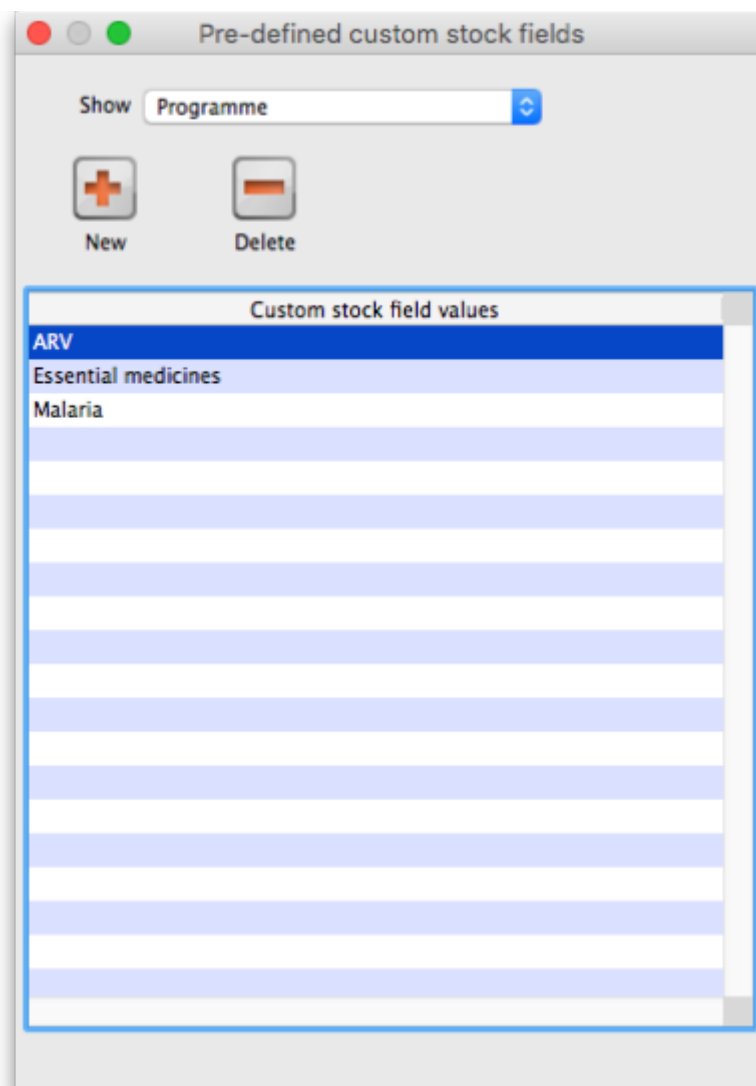 Pre-defined custom stock fields
Show Programme
New Delete
Custom stock field values
ARV
Essential medicines
Malaria